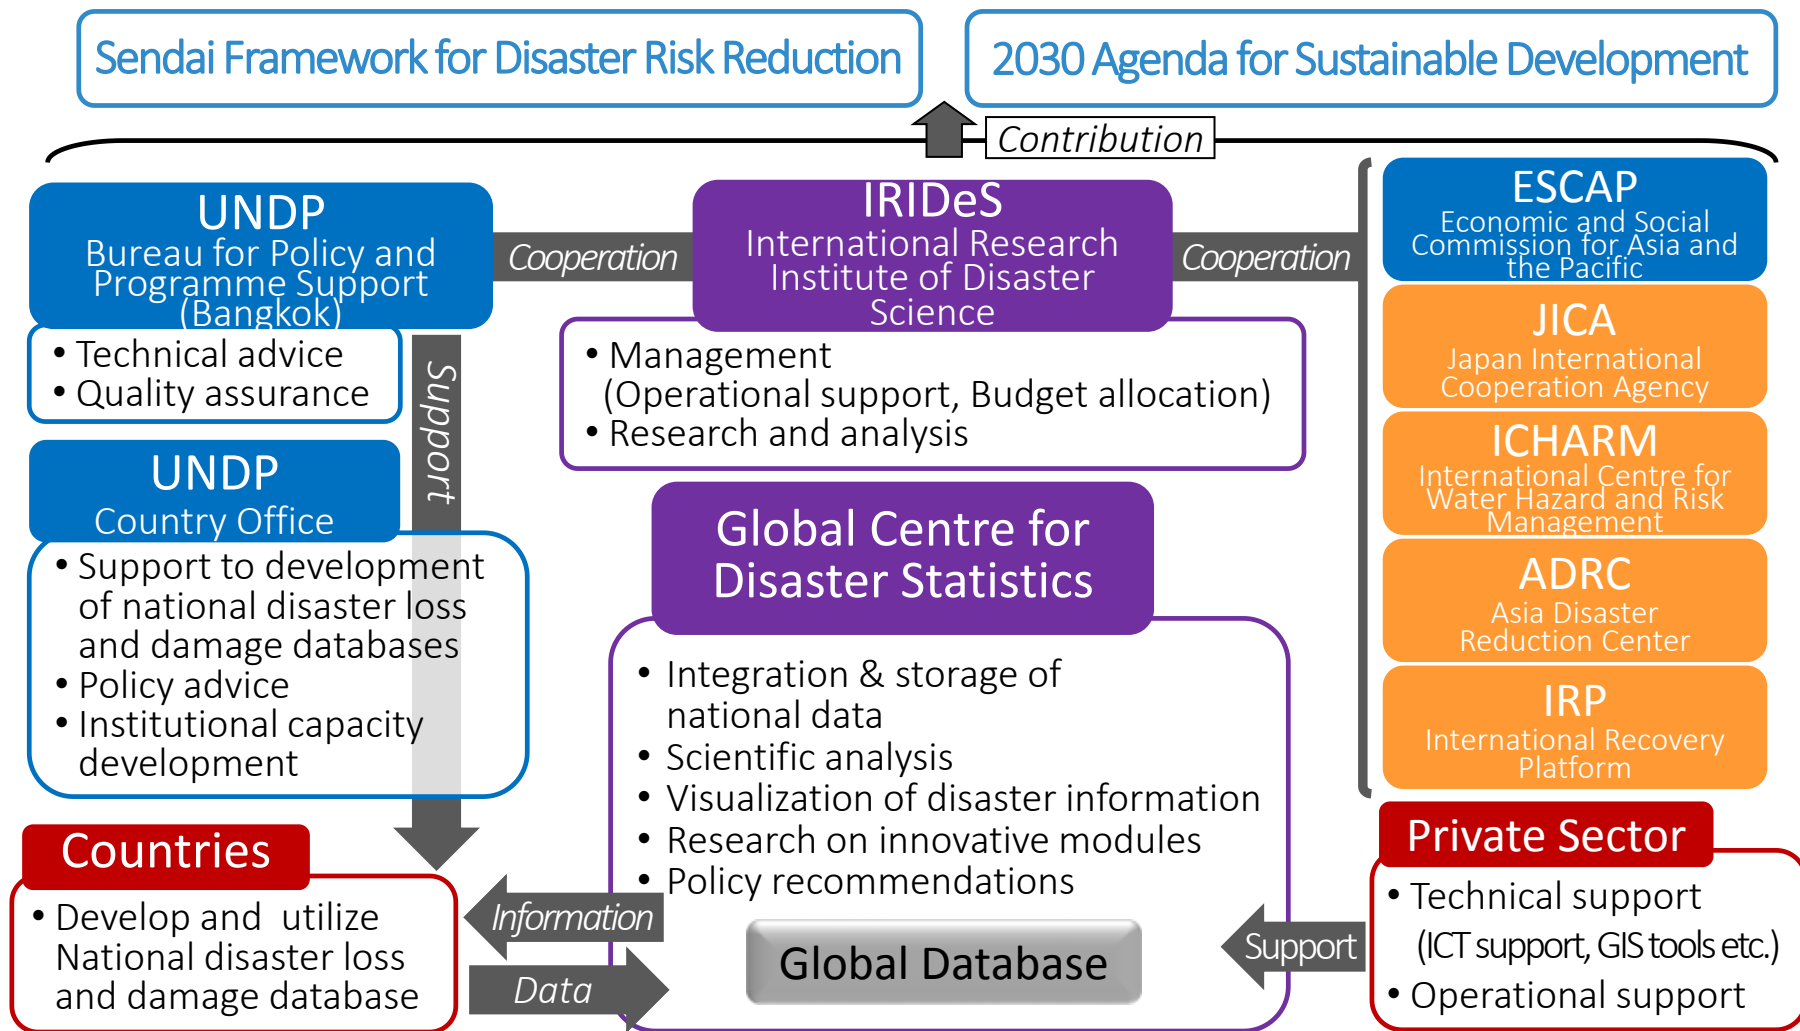 Sendai Framework for Disaster Risk Reduction
2030 Agenda for Sustainable Development
Contribution
UNDP
Bureau for Policy and
Programme Support
(Bangkok)
• Technical advice
• Quality assurance
Support
Cooperation
IRIDeS
International Research
Institute of Disaster
Science
• Management
(Operational support, Budget allocation)
• Research and analysis
Cooperation
ESCAP
Economic and Social
Commission for Asia and
the Pacific
JICA
Japan International
Cooperation Agency
ICHARM
International Centre for
Water Hazard and Risk
Management
ADRC
Asia Disaster
Reduction Center
IRP
International Recovery
Platform
UNDP
Country Office
• Support to development
of national disaster loss
and damage databases
• Policy advice
• Institutional capacity
development
Global Centre for
Disaster Statistics
• Integration & storage of
national data
• Scientific analysis
• Visualization of disaster information
• Research on innovative modules
• Policy recommendations
Global Database
Countries
• Develop and utilize
National disaster loss
and damage database
Information
Data
Support
Private Sector
• Technical support
(ICT support, GIS tools etc.)
• Operational support